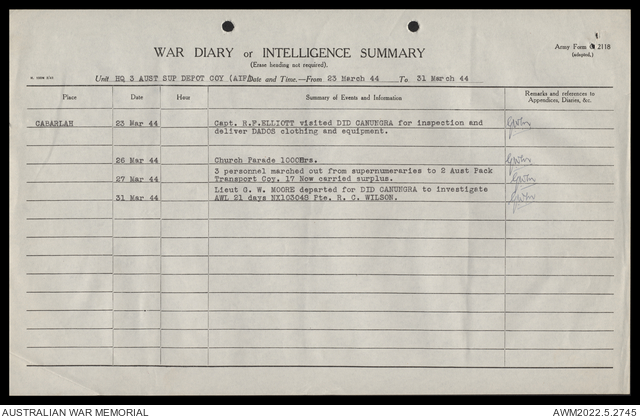 Army Form C.2118
(adapted.)
WAR DIARY or INTELLIGENCE SUMMARY
(Erase heading not required).
Unit HQ 3 AUST SUP DEPOT COY (AIF) Date and Time.—From 23 March 44 To 31 March 44
Place Date Hour Summary of Events and Information Remarks and references to Appendices, Diaries, &c.
CABARLAH 23 Mar 44 Capt. H.F.ELLIOTT visited DID CANUNGRA for inspection and
deliver DADOS clothing and equipment.
26 Mar 44 Church Parade 1000Hrs.
3 personnel marched out from supernumeraries to 2 Aust Pack
27 Mar 44 Transport Coy. 17 Now carried surplus.
Lieut G. W. MOORE departed for DID CANUNGRA to investigate
31 Mar 44 AWL 21 days NX103049 Pte. R. C. WILSON.
AUSTRALIAN WAR MEMORIAL AWM2022.5.2745